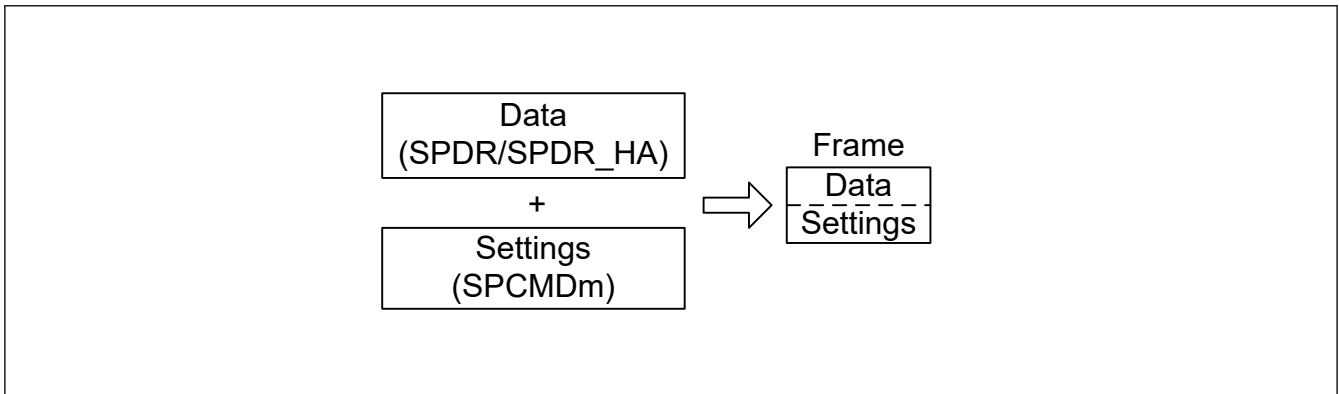 Data
(SPDR/SPDR_HA)
+
Settings
(SPCMDm)
Frame
Data
Settings